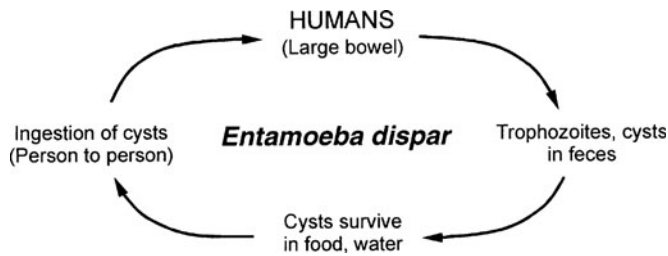 HUMANS
(Large bowel)
Ingestion of cysts
(Person to person)
Entamoeba dispar
Trophozoites, cysts
in feces
Cysts survive
in food, water